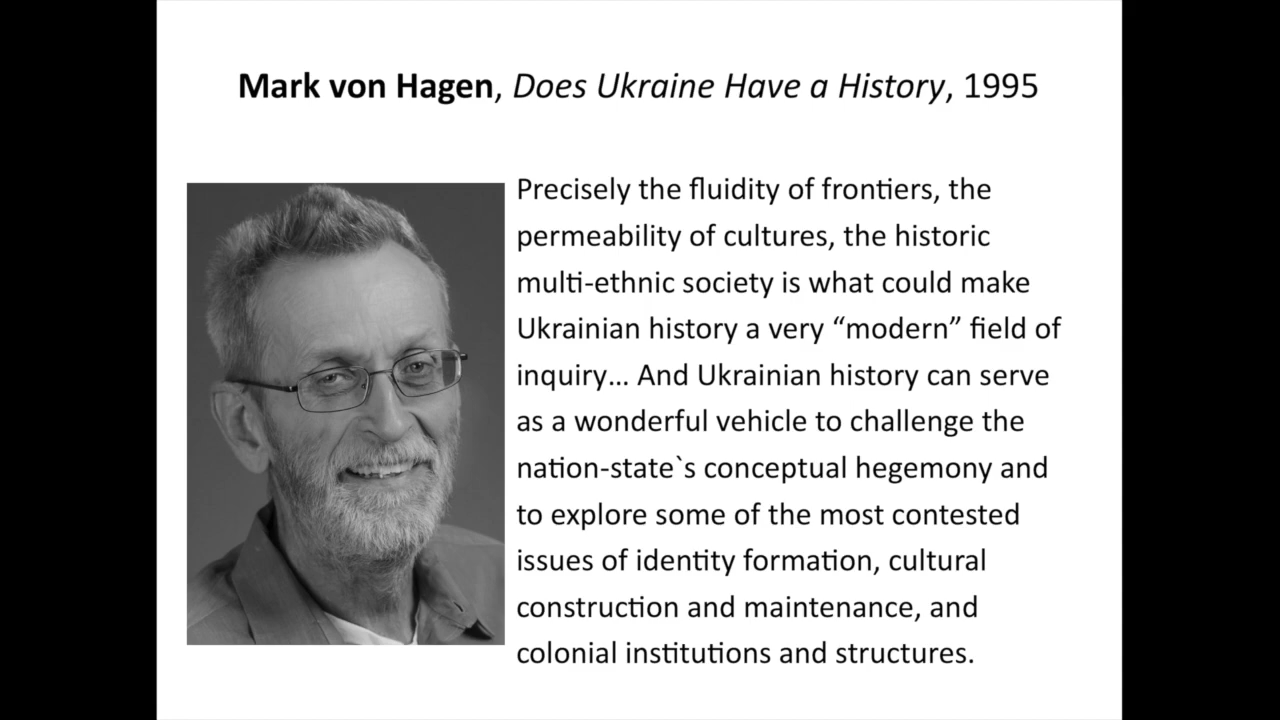 Mark von Hagen, Does Ukraine Have a History, 1995
Precisely the fluidity of frontiers, the
permeability of cultures, the historic
multi-ethnic society is what could make
Ukrainian history a very “modern” field of
inquiry… And Ukrainian history can serve
as a wonderful vehicle to challenge the
nation-state`s conceptual hegemony and
to explore some of the most contested
issues of identity formation, cultural
construction and maintenance, and
colonial institutions and structures.